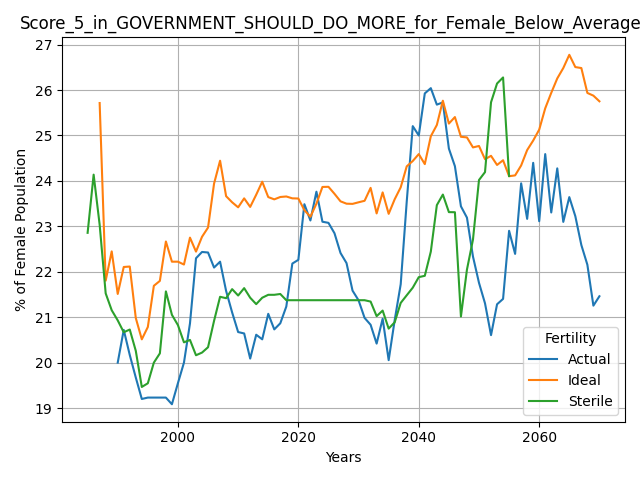 Score_5_in_GOVERNMENT_SHOULD_DO_MORE_for_Female_Below_Average
27
26
25
24
23
22
21
20
19
% of Female Population
2000
2020
2040
2060
Years
Fertility
Actual
Ideal
Sterile